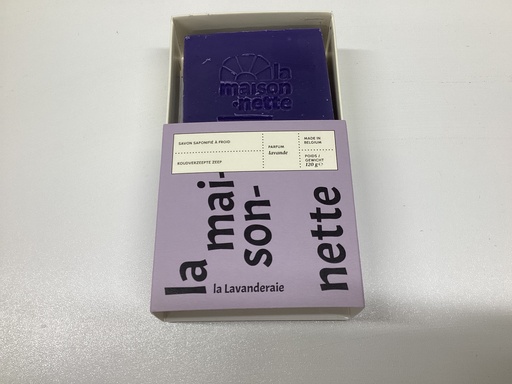 la
maison
nette
SAVON SAPONIFIÉ À FROID
KOUDVERZEEPTE ZEEP
PARFUM
lavande
MADE IN
BELGIUM
POIDS /
GEWICHT
120 g
la mai-
son-
nette
la Lavanderaie